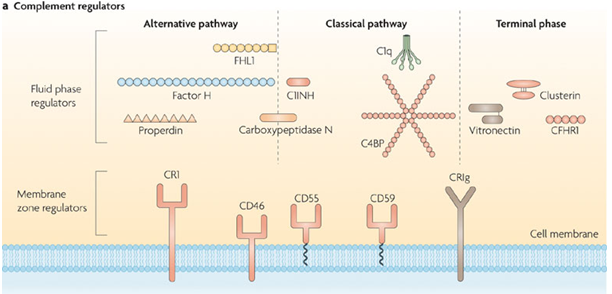 a Complement regulators
Alternative pathway
Classical pathway
Terminal phase
Fluid phase
regulators
FHL1
C1q
Factor H
C1INH
Clusterin
Properdin
Carboxypeptidase N
C4BP
Vitronectin
CFHR1
Membrane
zone regulators
CR1
CD46
CD55
CD59
CRIg
Cell membrane